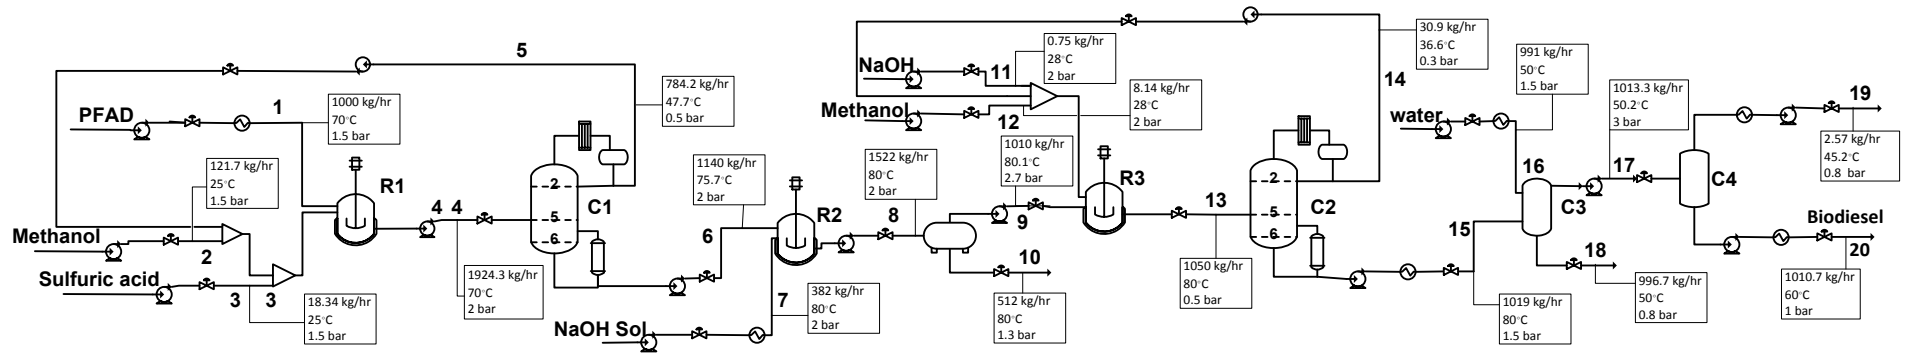 5
784.2 kg/hr
47.7°C
0.5 bar
PFAD
1
1000 kg/hr
70°C
1.5 bar
121.7 kg/hr
25°C
1.5 bar
R1
Methanol
2
Sulfuric acid
3
3
18.34 kg/hr
25°C
1.5 bar
4
4
1924.3 kg/hr
70°C
2 bar
2
5
6
C1
1140 kg/hr
75.7°C
2 bar
6
R2
NaOH Sol
7
382 kg/hr
80°C
2 bar
1522 kg/hr
80°C
2 bar
8
9
10
512 kg/hr
80°C
1.3 bar
1010 kg/hr
80.1°C
2.7 bar
NaOH
11
0.75 kg/hr
28°C
2 bar
Methanol
12
8.14 kg/hr
28°C
2 bar
R3
13
1050 kg/hr
80°C
0.5 bar
2
5
6
C2
14
30.9 kg/hr
36.6°C
0.3 bar
water
991 kg/hr
50°C
1.5 bar
15
1019 kg/hr
80°C
1.5 bar
16
C3
17
1013.3 kg/hr
50.2°C
3 bar
18
996.7 kg/hr
50°C
0.8 bar
C4
19
2.57 kg/hr
45.2°C
0.8 bar
Biodiesel
20
1010.7 kg/hr
60°C
1 bar